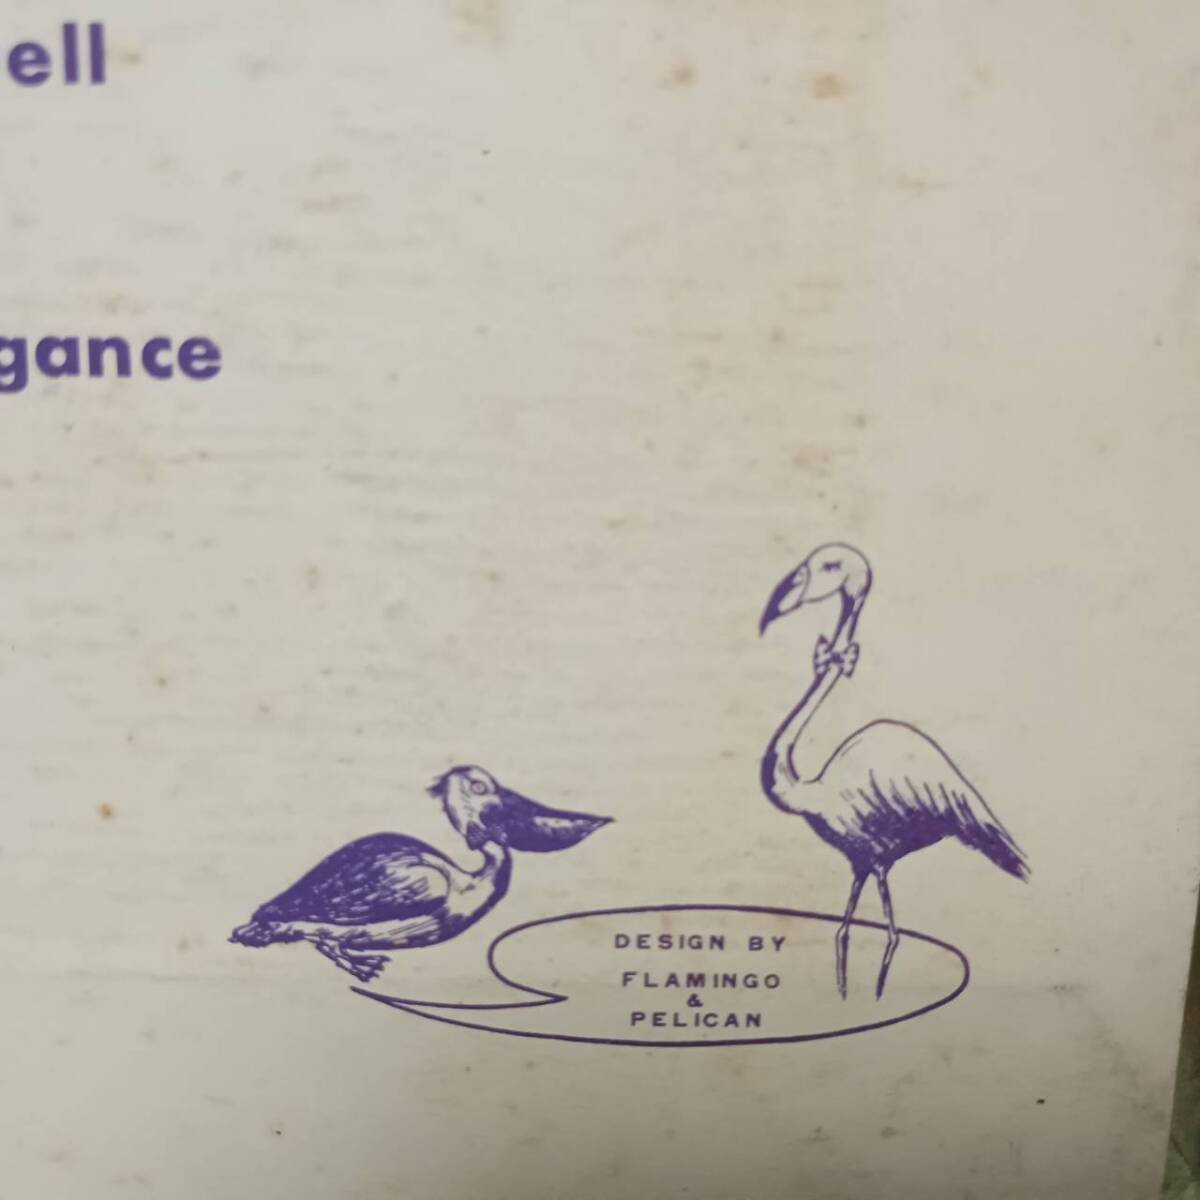 ell
gance
DESIGN BY
FLAMINGO
&
PELICAN